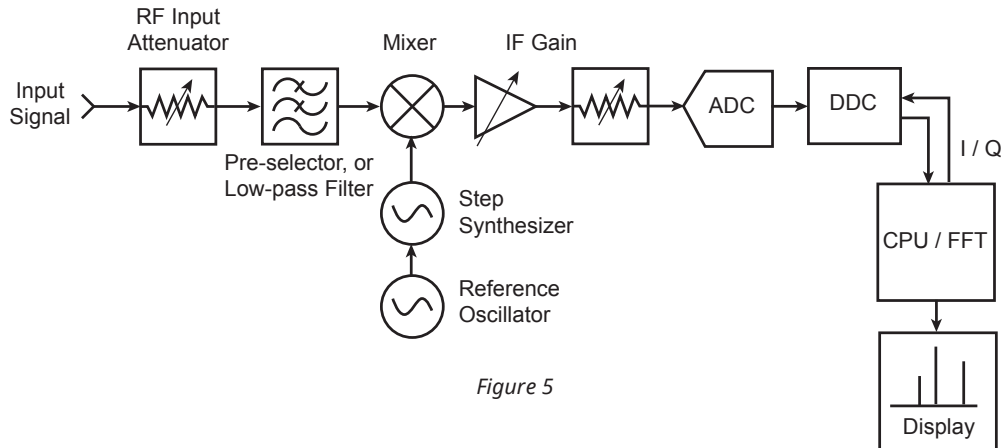 RF Input
Attenuator
Mixer
IF Gain
Input
Signal
ADC
DDC
I / Q
Pre-selector, or
Low-pass Filter
Step
Synthesizer
CPU / FFT
Reference
Oscillator
Figure 5
Display